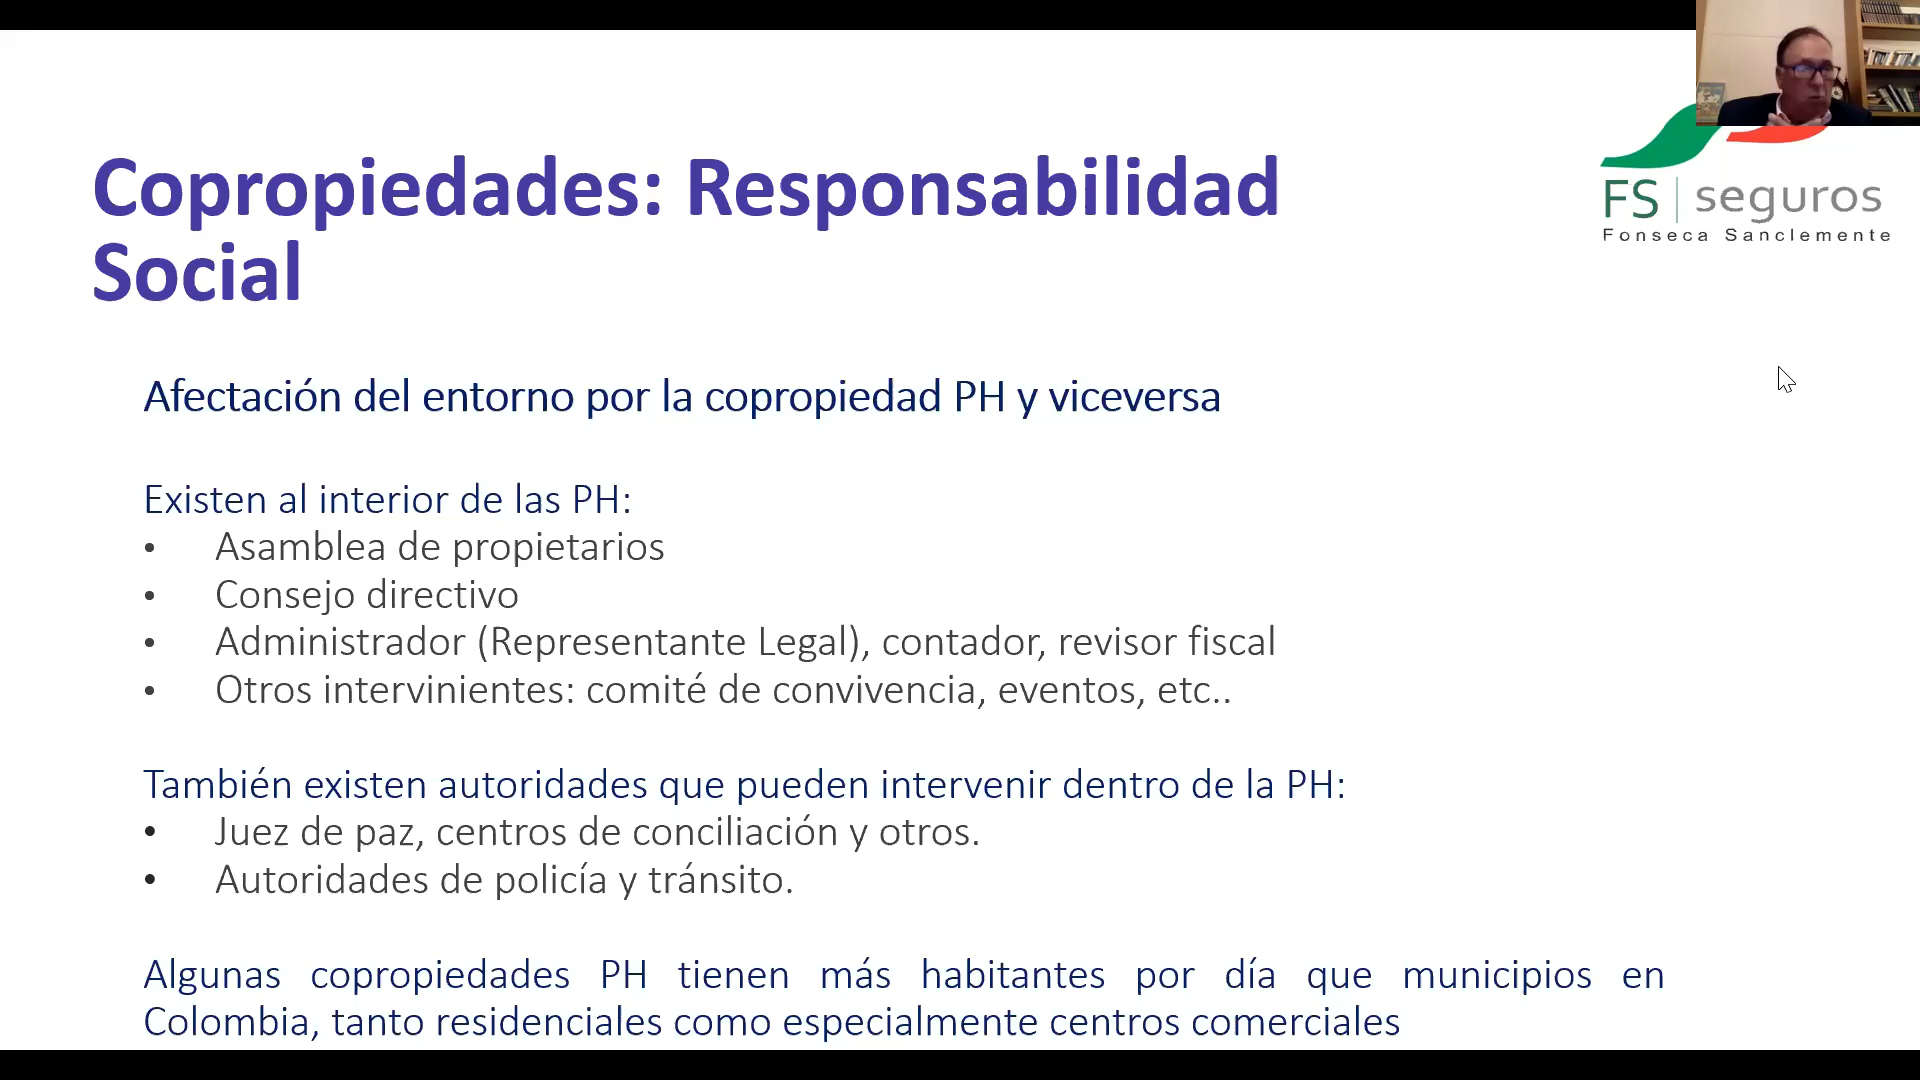 Copropiedades: Responsabilidad
Social
FS | seguros
Fonseca Sanclemente
Afectación del entorno por la copropiedad PH y viceversa
Existen al interior de las PH:
• Asamblea de propietarios
• Consejo directivo
• Administrador (Representante Legal), contador, revisor fiscal
• Otros intervinientes: comité de convivencia, eventos, etc..
También existen autoridades que pueden intervenir dentro de la PH:
• Juez de paz, centros de conciliación y otros.
• Autoridades de policía y tránsito.
Algunas copropiedades PH tienen más habitantes por día que municipios en
Colombia, tanto residenciales como especialmente centros comerciales